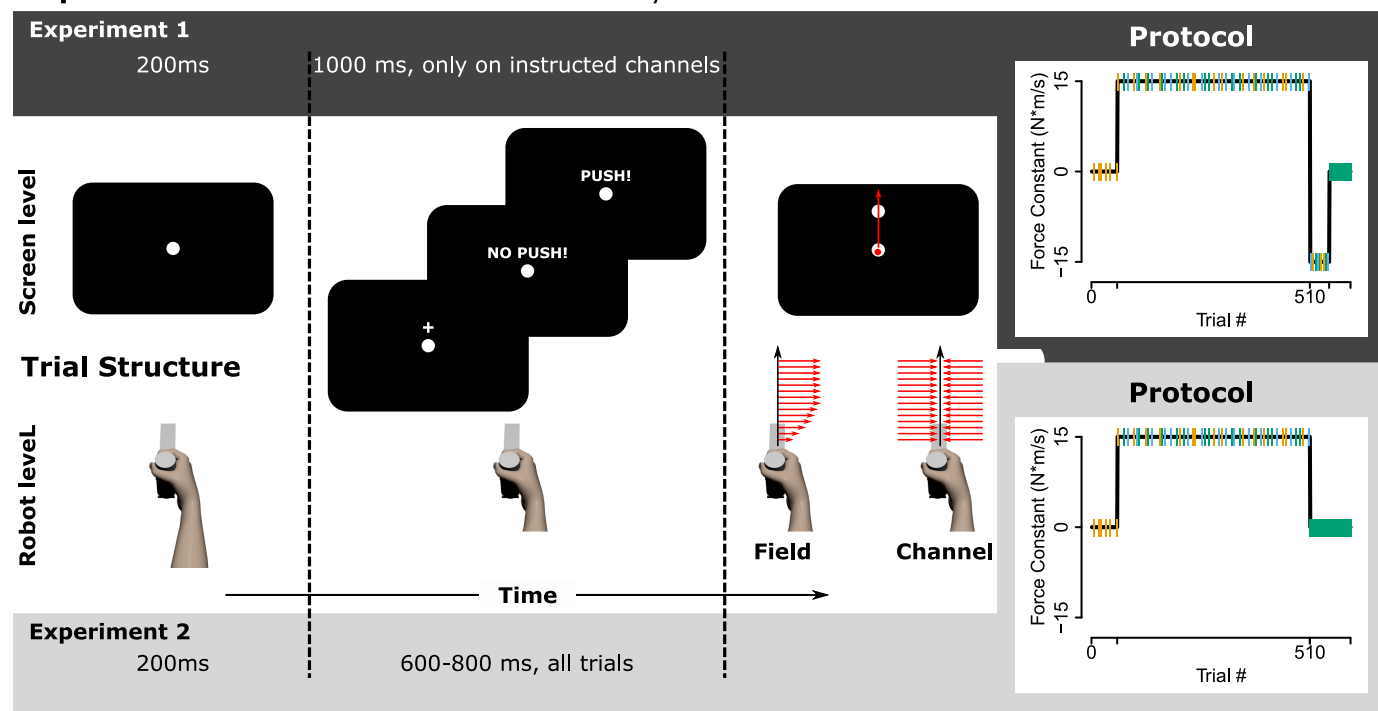 Experiment 1
200ms
1000 ms, only on instructed channels
Protocol
Force Constant (N*m/s)
15
0
−15
0
510
Trial #
Screen level
+
NO PUSH!
PUSH!
Trial Structure
Robot leveL
Field
Channel
Time
Protocol
Force Constant (N*m/s)
15
0
−15
0
510
Trial #
Experiment 2
200ms
600-800 ms, all trials